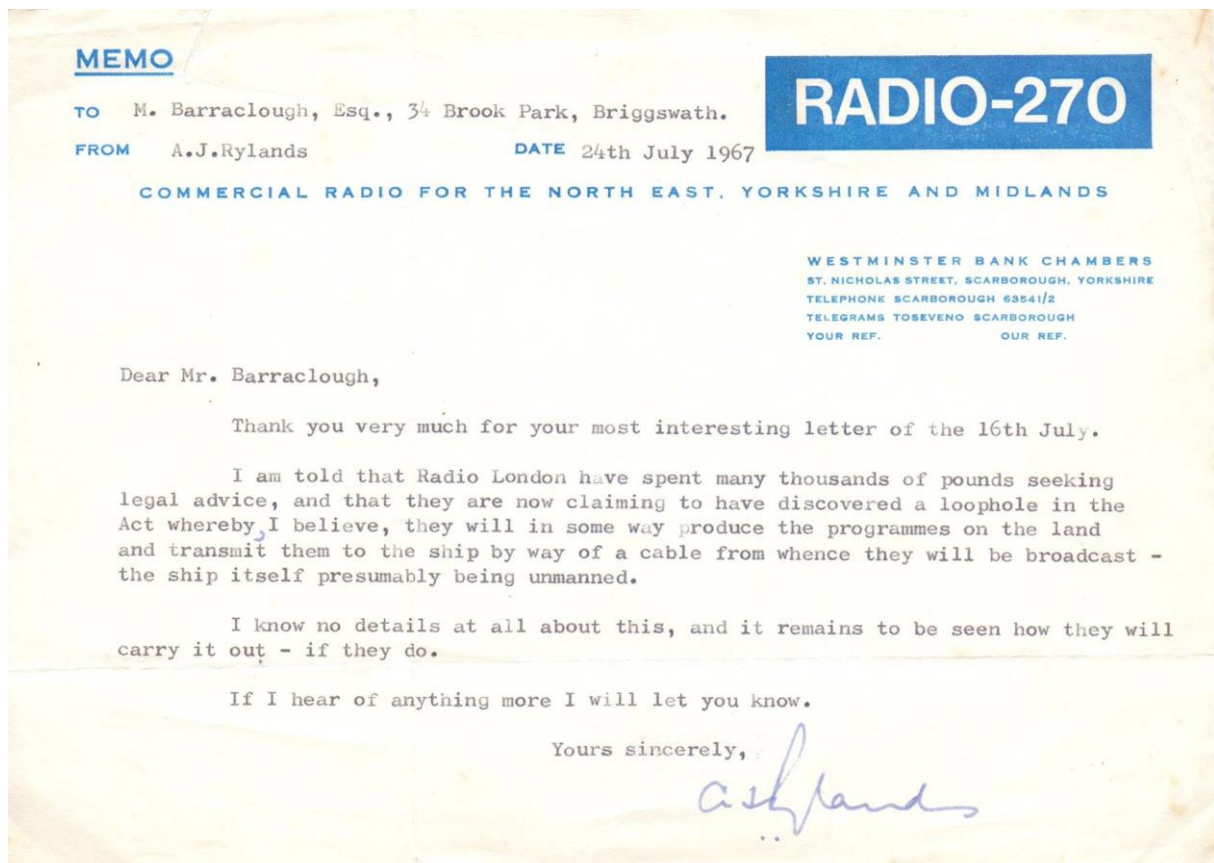 MEMO
RADIO-270
TO M. Barraclough, Esq., 34 Brook Park, Briggswath.
FROM A.J.Rylands DATE 24th July 1967
COMMERCIAL RADIO FOR THE NORTH EAST, YORKSHIRE AND MIDLANDS
WESTMINSTER BANK CHAMBERS
ST. NICHOLAS STREET, SCARBOROUGH, YORKSHIRE
TELEPHONE SCARBOROUGH 63541/2
TELEGRAMS TOSEVENO SCARBOROUGH
YOUR REF. OUR REF.
Dear Mr. Barraclough,
Thank you very much for your most interesting letter of the 16th July.
I am told that Radio London have spent many thousands of pounds seeking
legal advice, and that they are now claiming to have discovered a loophole in the
Act whereby, I believe, they will in some way produce the programmes on the land
and transmit them to the ship by way of a cable from whence they will be broadcast -
the ship itself presumably being unmanned.
I know no details at all about this, and it remains to be seen how they will
carry it out - if they do.
If I hear of anything more I will let you know.
Yours sincerely,
AJRylands